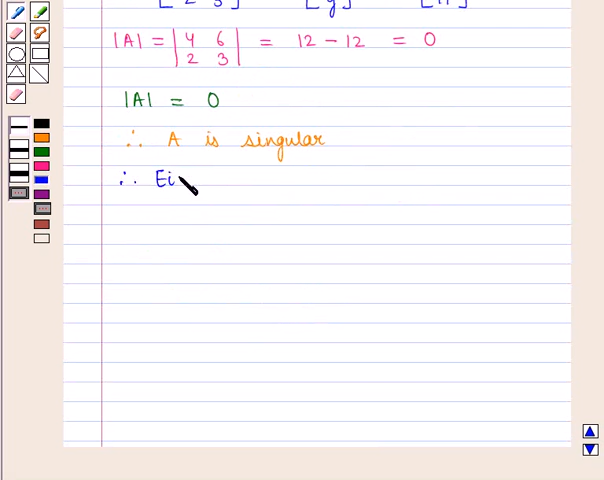 |A| = | 4 6 | = 12 - 12 = 0
2 3
|A| = 0
∴ A is singular
∴ Ei